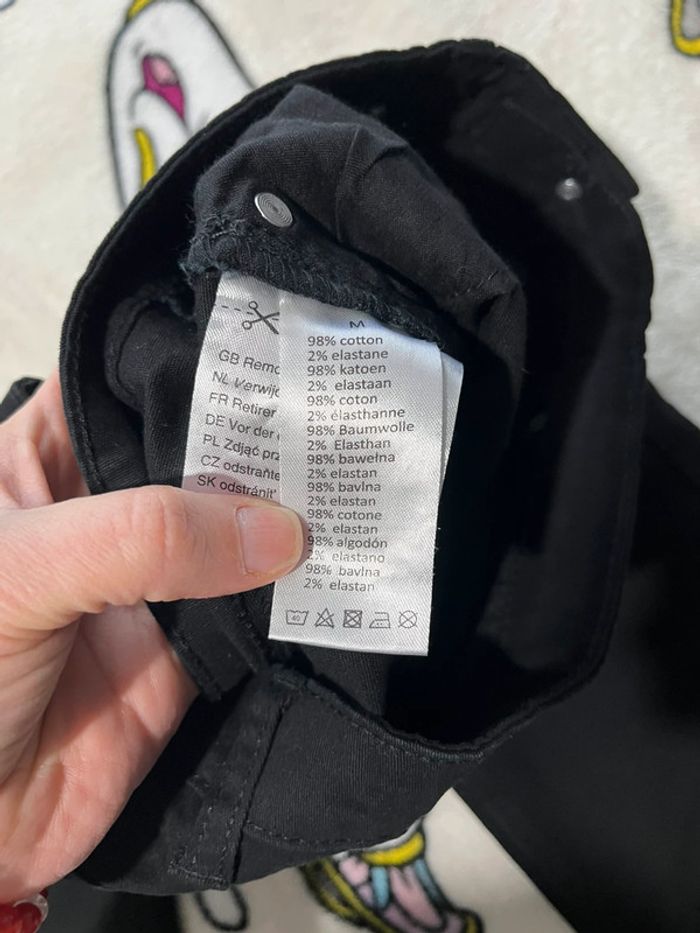 GB Remo
NL Verwijd
FR Retirer
DE Vor der
PL Zdjąć prz
CZ odstraňte
SK odstrániť
M
98% cotton
2% elastane
98% katoen
2% elastaan
98% coton
2% élasthanne
98% Baumwolle
2% Elasthan
98% bawełna
2% elastan
98% bavlna
2% elastan
98% cotone
2% elastan
98% algodón
2% elastano
98% bavlna
2% elastan
40